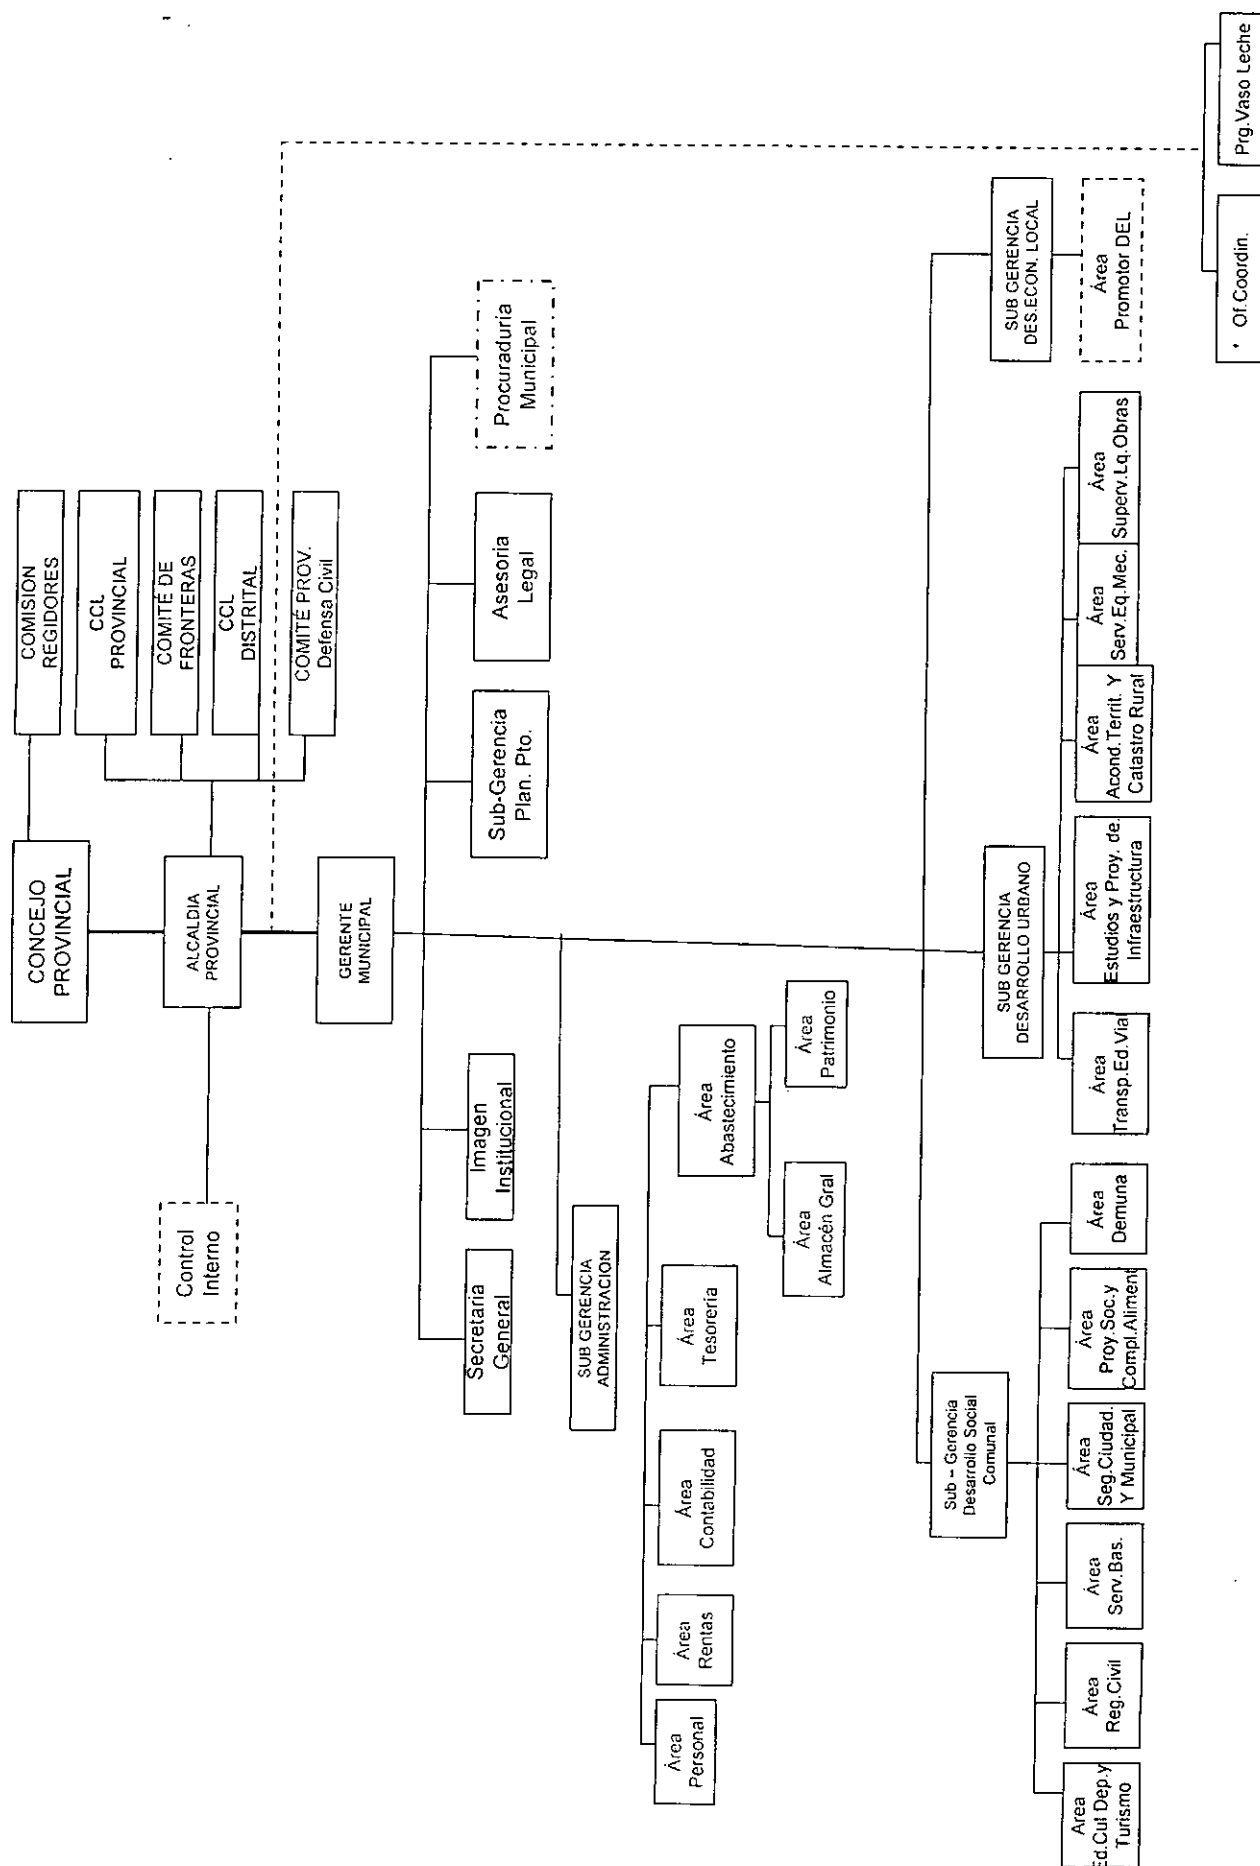 CONCEJO
PROVINCIAL
COMISION
REGIDORES
CCL
PROVINCIAL
COMITÉ DE
FRONTERAS
CCL
DISTRITAL
COMITÉ PROV.
Defensa Civil
Control
Interno
ALCALDIA
PROVINCIAL
GERENTE
MUNICIPAL
Secretaria
General
Imagen
Institucional
Sub-Gerencia
Plan. Pto.
Asesoria
Legal
Procuraduria
Municipal
SUB GERENCIA
ADMINISTRACION
Área
Personal
Área
Rentas
Área
Contabilidad
Área
Tesorería
Área
Abastecimiento
Área
Almacén Gral
Área
Patrimonio
Sub – Gerencia
Desarrollo Social
Comunal
SUB GERENCIA
DESARROLLO URBANO
SUB GERENCIA
DES.ECON. LOCAL
Area
Ed.Cul Dep.y
Turismo
Área
Reg.Civil
Área
Serv.Bas.
Área
Seg.Ciudad.
Y Municipal
Área
Proy.Soc.y
Compl.Aliment
Área
Demuna
Área
Transp.Ed.Vial
Área
Estudios y Proy. de.
Infraestructura
Área
Acond.Territ. Y
Catastro Rural
Área
Serv.Eq.Mec.
Área
Superv.Lq.Obras
Área
Promotor DEL
* Of.Coordin.
Prg.Vaso Leche